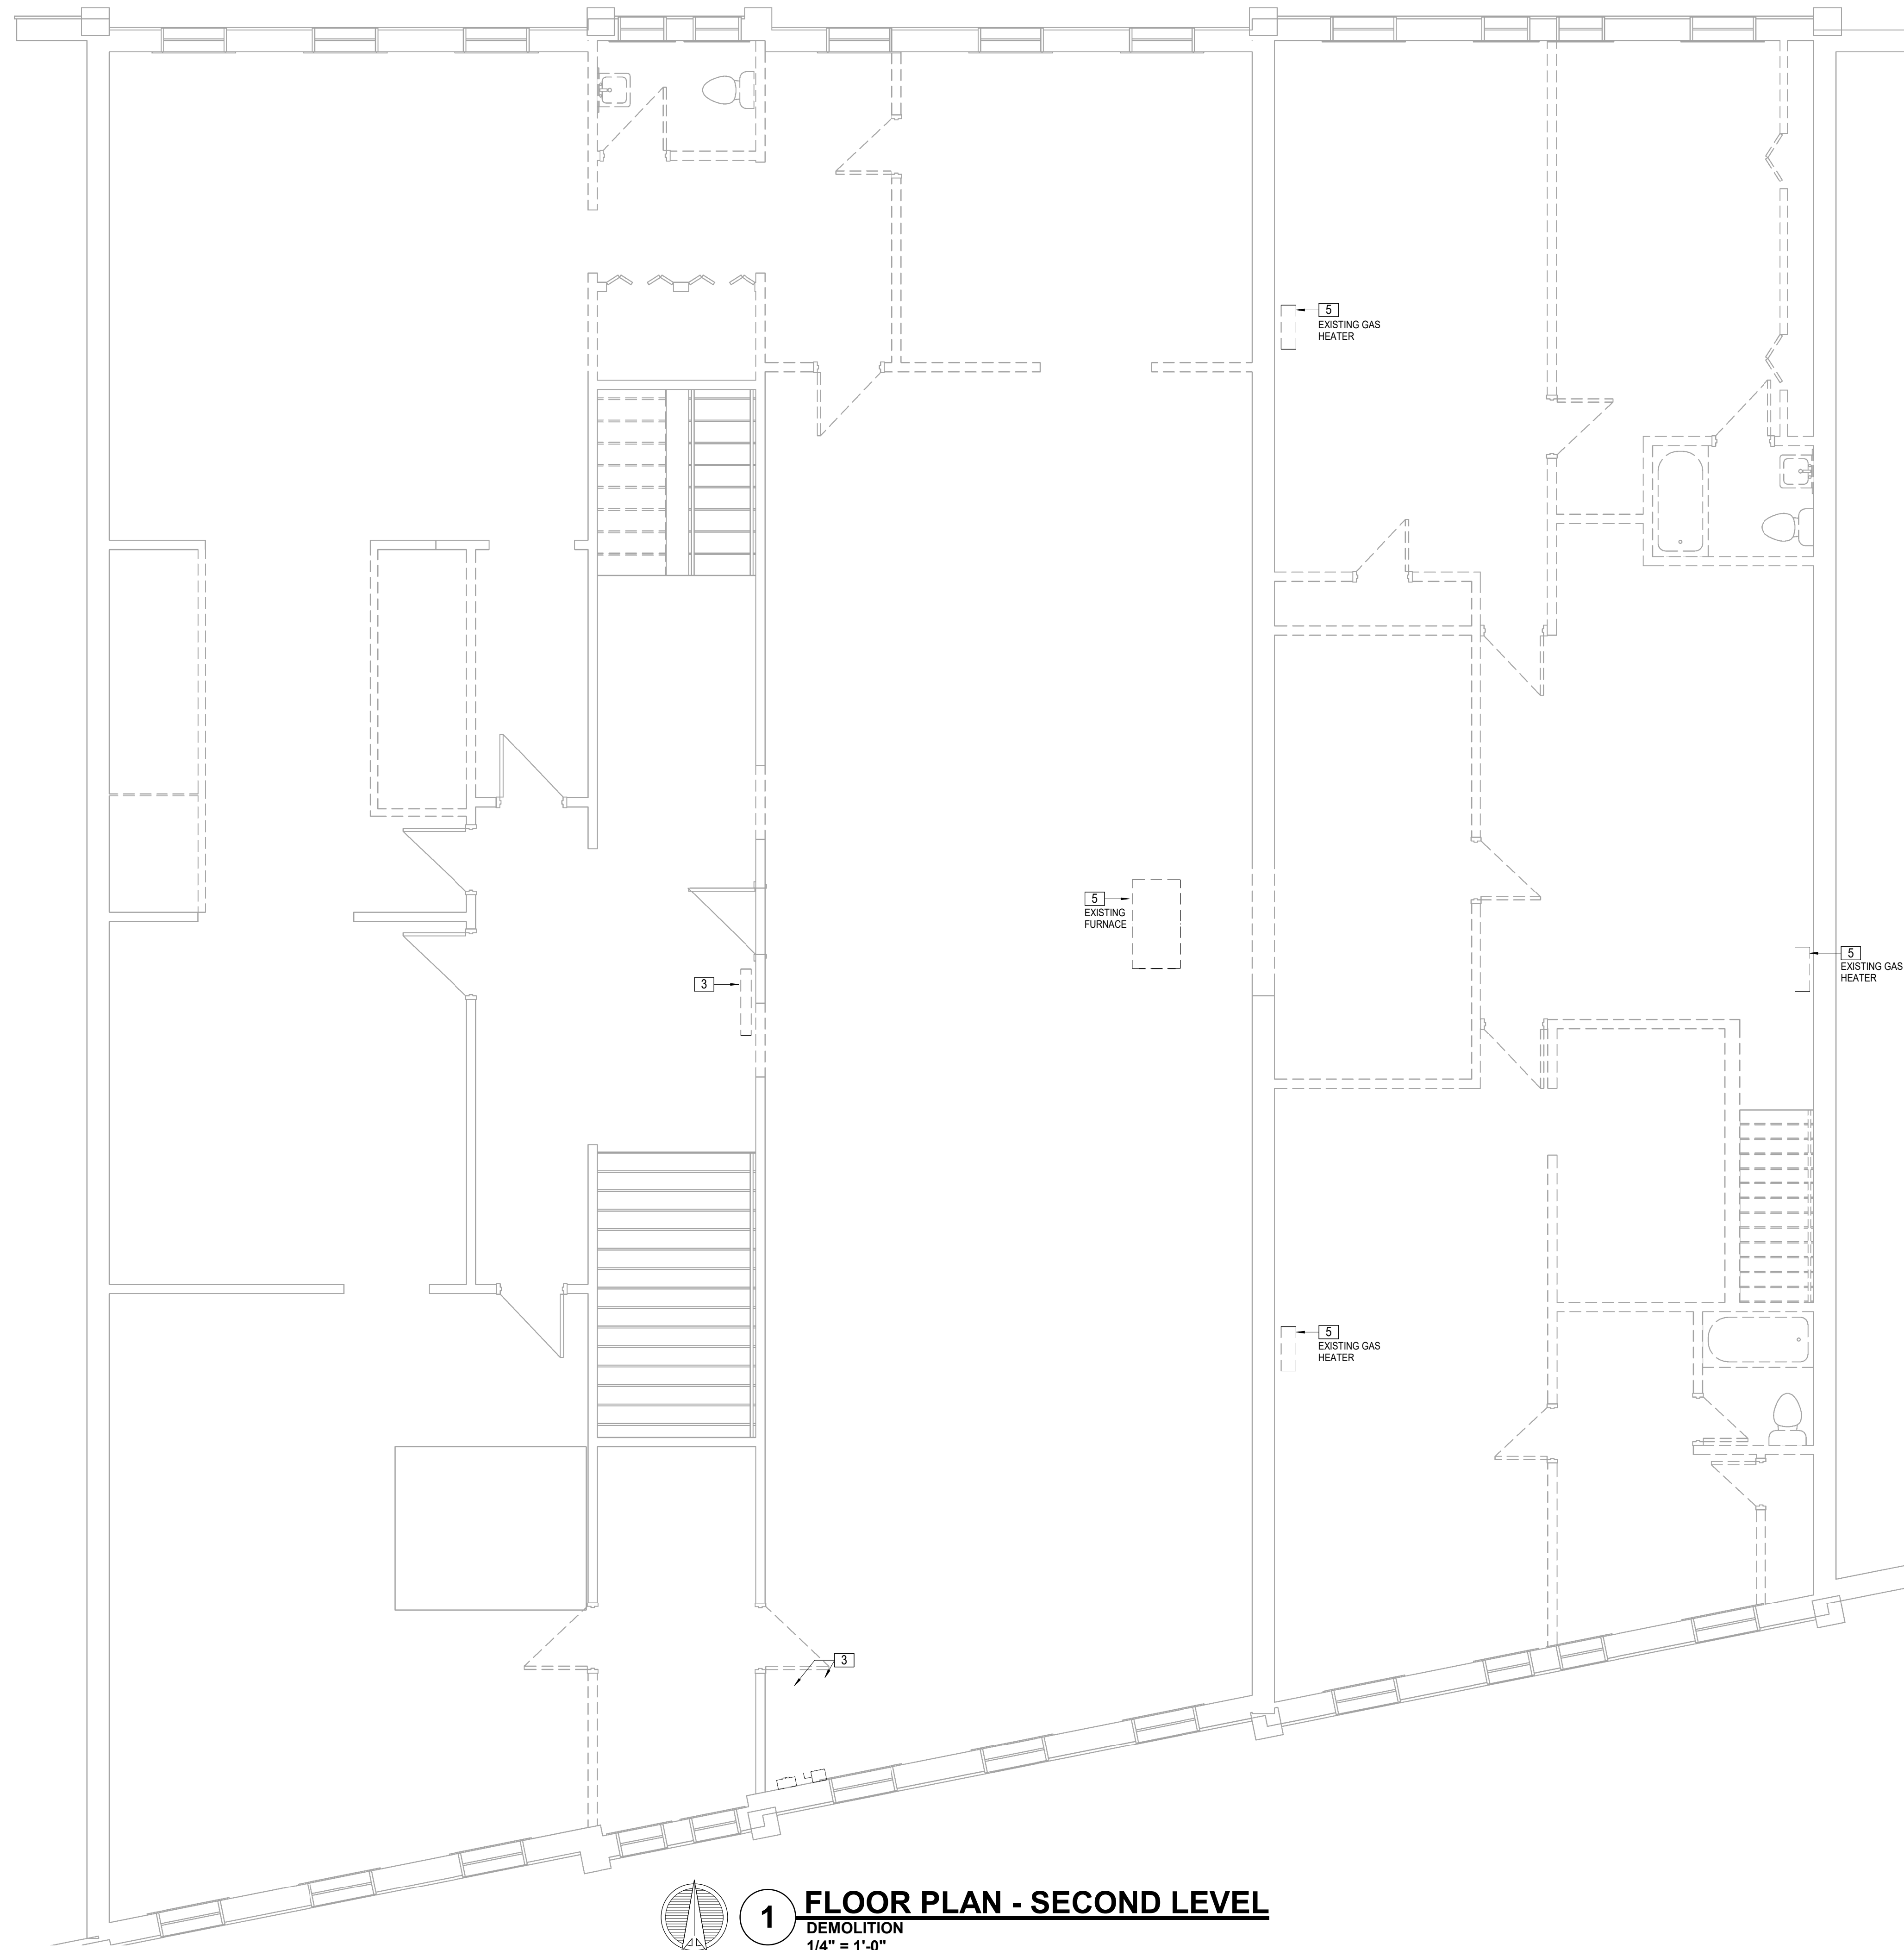 5
EXISTING GAS
HEATER
5
EXISTING
FURNACE
5
EXISTING GAS
HEATER
3
5
EXISTING GAS
HEATER
3
1
FLOOR PLAN - SECOND LEVEL
DEMOLITION
1/4" = 1'-0"